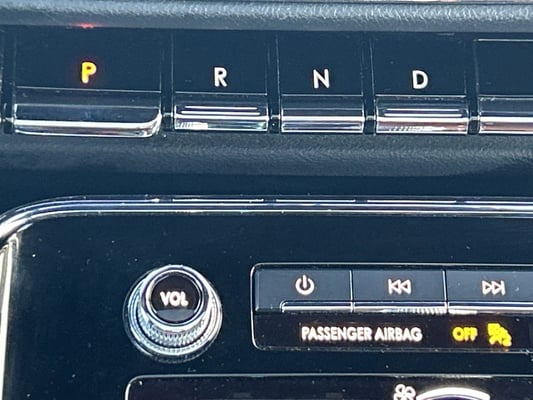 P R N D
VOL
PASSENGER AIRBAG OFF